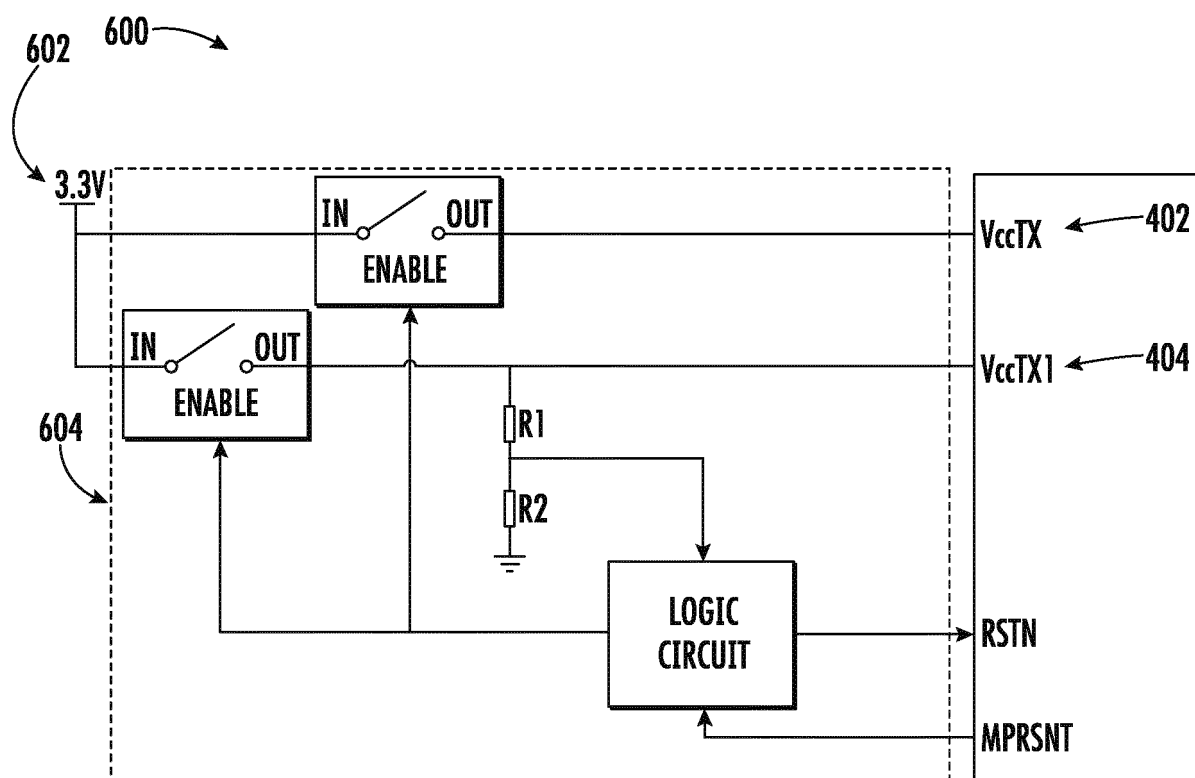 600
602
3.3V
IN OUT
ENABLE
VccTX 402
IN OUT
ENABLE
VccTX1 404
604
R1
R2
LOGIC
CIRCUIT
RSTN
MPRSNT